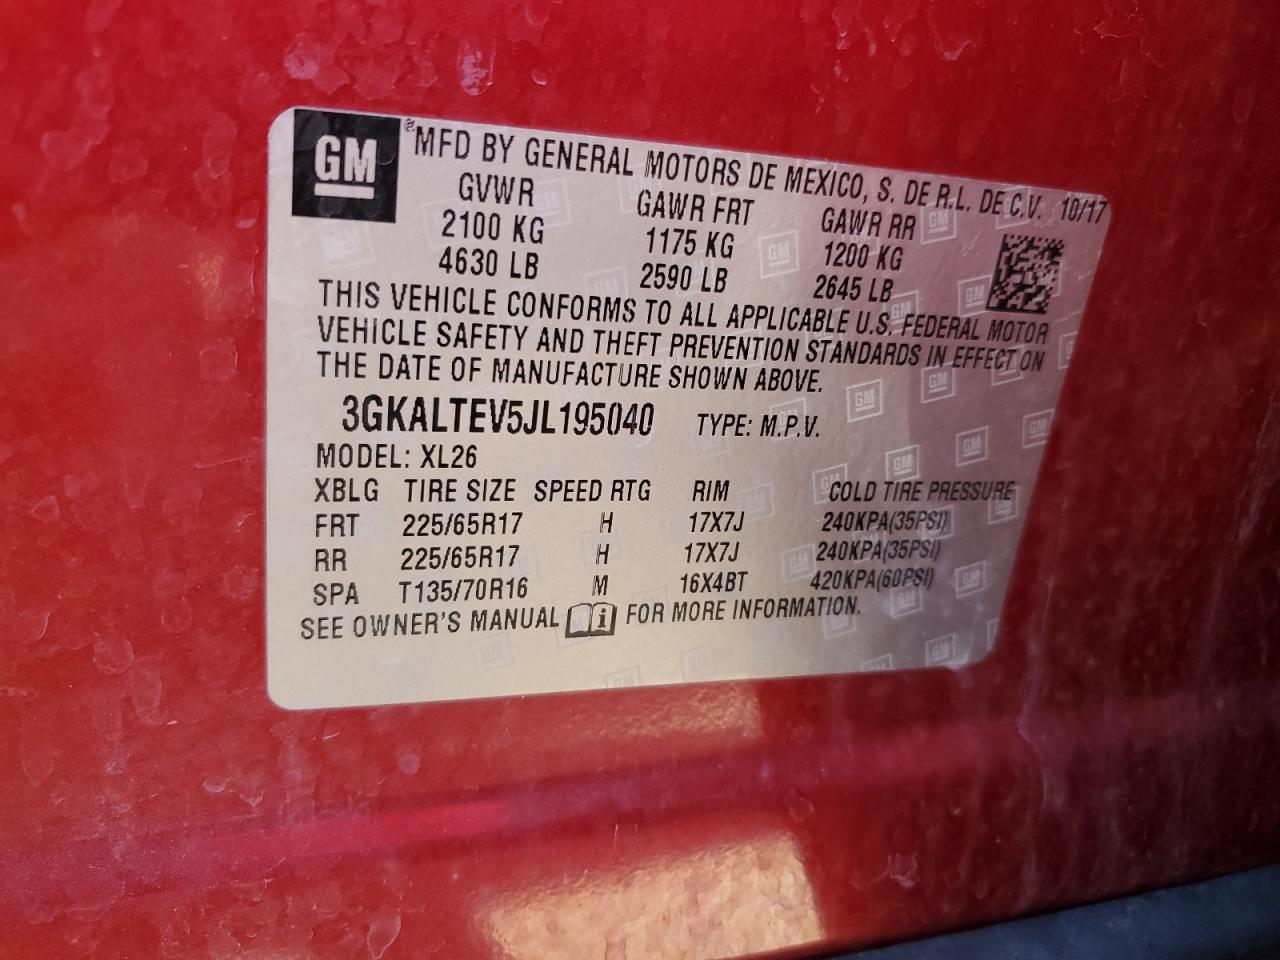 GM
®MFD BY GENERAL MOTORS DE MEXICO, S. DE R.L. DE C.V. 10/17
GVWR GAWR FRT GAWR RR
2100 KG 1175 KG 1200 KG
4630 LB 2590 LB 2645 LB
THIS VEHICLE CONFORMS TO ALL APPLICABLE U.S. FEDERAL MOTOR
VEHICLE SAFETY AND THEFT PREVENTION STANDARDS IN EFFECT ON
THE DATE OF MANUFACTURE SHOWN ABOVE.
3GKALTEV5JL195040 TYPE: M.P.V.
MODEL: XL26
XBLG TIRE SIZE SPEED RTG RIM COLD TIRE PRESSURE
FRT 225/65R17 H 17X7J 240KPA(35PSI)
RR 225/65R17 H 17X7J 240KPA(35PSI)
SPA T135/70R16 M 16X4BT 420KPA(60PSI)
SEE OWNER'S MANUAL i FOR MORE INFORMATION.